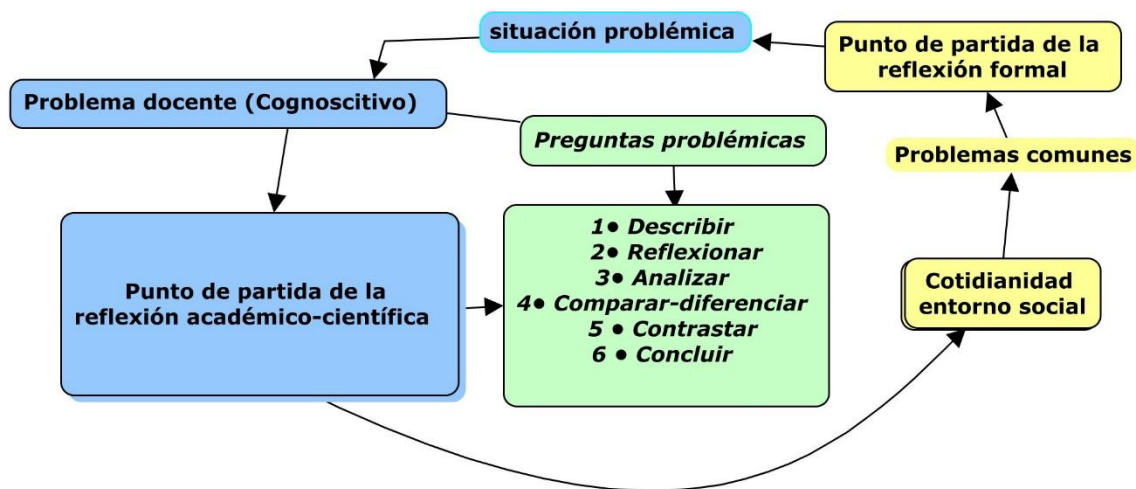 situación problémica
Punto de partida de la
reflexión formal
Problema docente (Cognoscitivo)
Preguntas problémicas
Problemas comunes
Punto de partida de la
reflexión académico-científica
1● Describir
2● Reflexionar
3● Analizar
4● Comparar-diferenciar
5 ● Contrastar
6 ● Concluir
Cotidianidad
entorno social